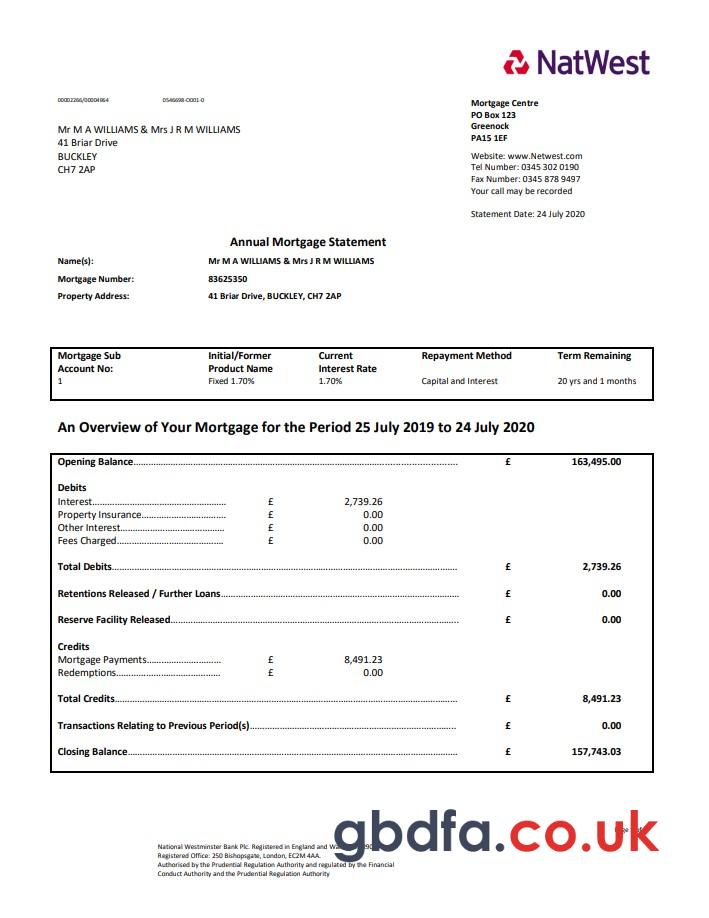 NatWest
00002266/00004964 0546698-O001-0
Mr M A WILLIAMS & Mrs J R M WILLIAMS
41 Briar Drive
BUCKLEY
CH7 2AP
Mortgage Centre
PO Box 123
Greenock
PA15 1EF
Website: www.Netwest.com
Tel Number: 0345 302 0190
Fax Number: 0345 878 9497
Your call may be recorded
Statement Date: 24 July 2020
Annual Mortgage Statement
Name(s): Mr M A WILLIAMS & Mrs J R M WILLIAMS
Mortgage Number: 83625350
Property Address: 41 Briar Drive, BUCKLEY, CH7 2AP
Mortgage Sub Initial/Former Current Repayment Method Term Remaining
Account No: Product Name Interest Rate
1 Fixed 1.70% 1.70% Capital and Interest 20 yrs and 1 months
An Overview of Your Mortgage for the Period 25 July 2019 to 24 July 2020
Opening Balance £ 163,495.00
Debits
Interest £ 2,739.26
Property Insurance £ 0.00
Other Interest £ 0.00
Fees Charged £ 0.00
Total Debits £ 2,739.26
Retentions Released / Further Loans £ 0.00
Reserve Facility Released £ 0.00
Credits
Mortgage Payments £ 8,491.23
Redemptions £ 0.00
Total Credits £ 8,491.23
Transactions Relating to Previous Period(s) £ 0.00
Closing Balance £ 157,743.03
gbdfa.co.uk
National Westminster Bank Plc. Registered in England and
Registered Office: 250 Bishopsgate, London, EC2M 4AA.
Authorised by the Prudential Regulation Authority and regulated by the Financial
Conduct Authority and the Prudential Regulation Authority